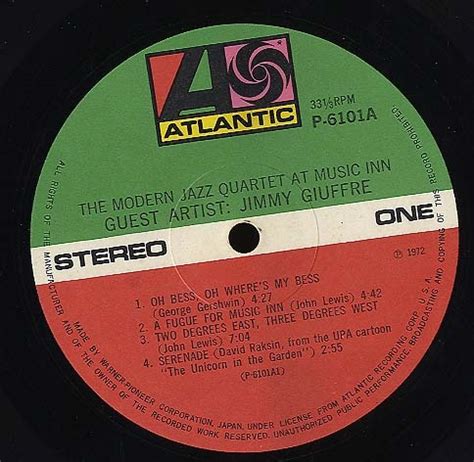 ATLANTIC
33⅓RPM
P-6101A
THE MODERN JAZZ QUARTET AT MUSIC INN
GUEST ARTIST: JIMMY GIUFFRE
STEREO
ONE
Ⓟ 1972
1. OH BESS, OH WHERE'S MY BESS
(George Gershwin) 4:27
2. A FUGUE FOR MUSIC INN (John Lewis) 4:42
3. TWO DEGREES EAST, THREE DEGREES WEST
(John Lewis) 7:04
4. SERENADE (David Raksin, from the UPA cartoon
"The Unicorn in the Garden") 2:55
(P-6101A1)
ALL RIGHTS OF THE MANUFACTURER AND OF THE OWNER OF THE RECORDED WORK RESERVED. UNAUTHORIZED PUBLIC PERFORMANCE BROADCASTING AND COPYING OF THIS RECORD PROHIBITED
MADE BY WARNER-PIONEER CORPORATION, JAPAN, UNDER LICENSE FROM ATLANTIC RECORDING CORP. U.S.A.